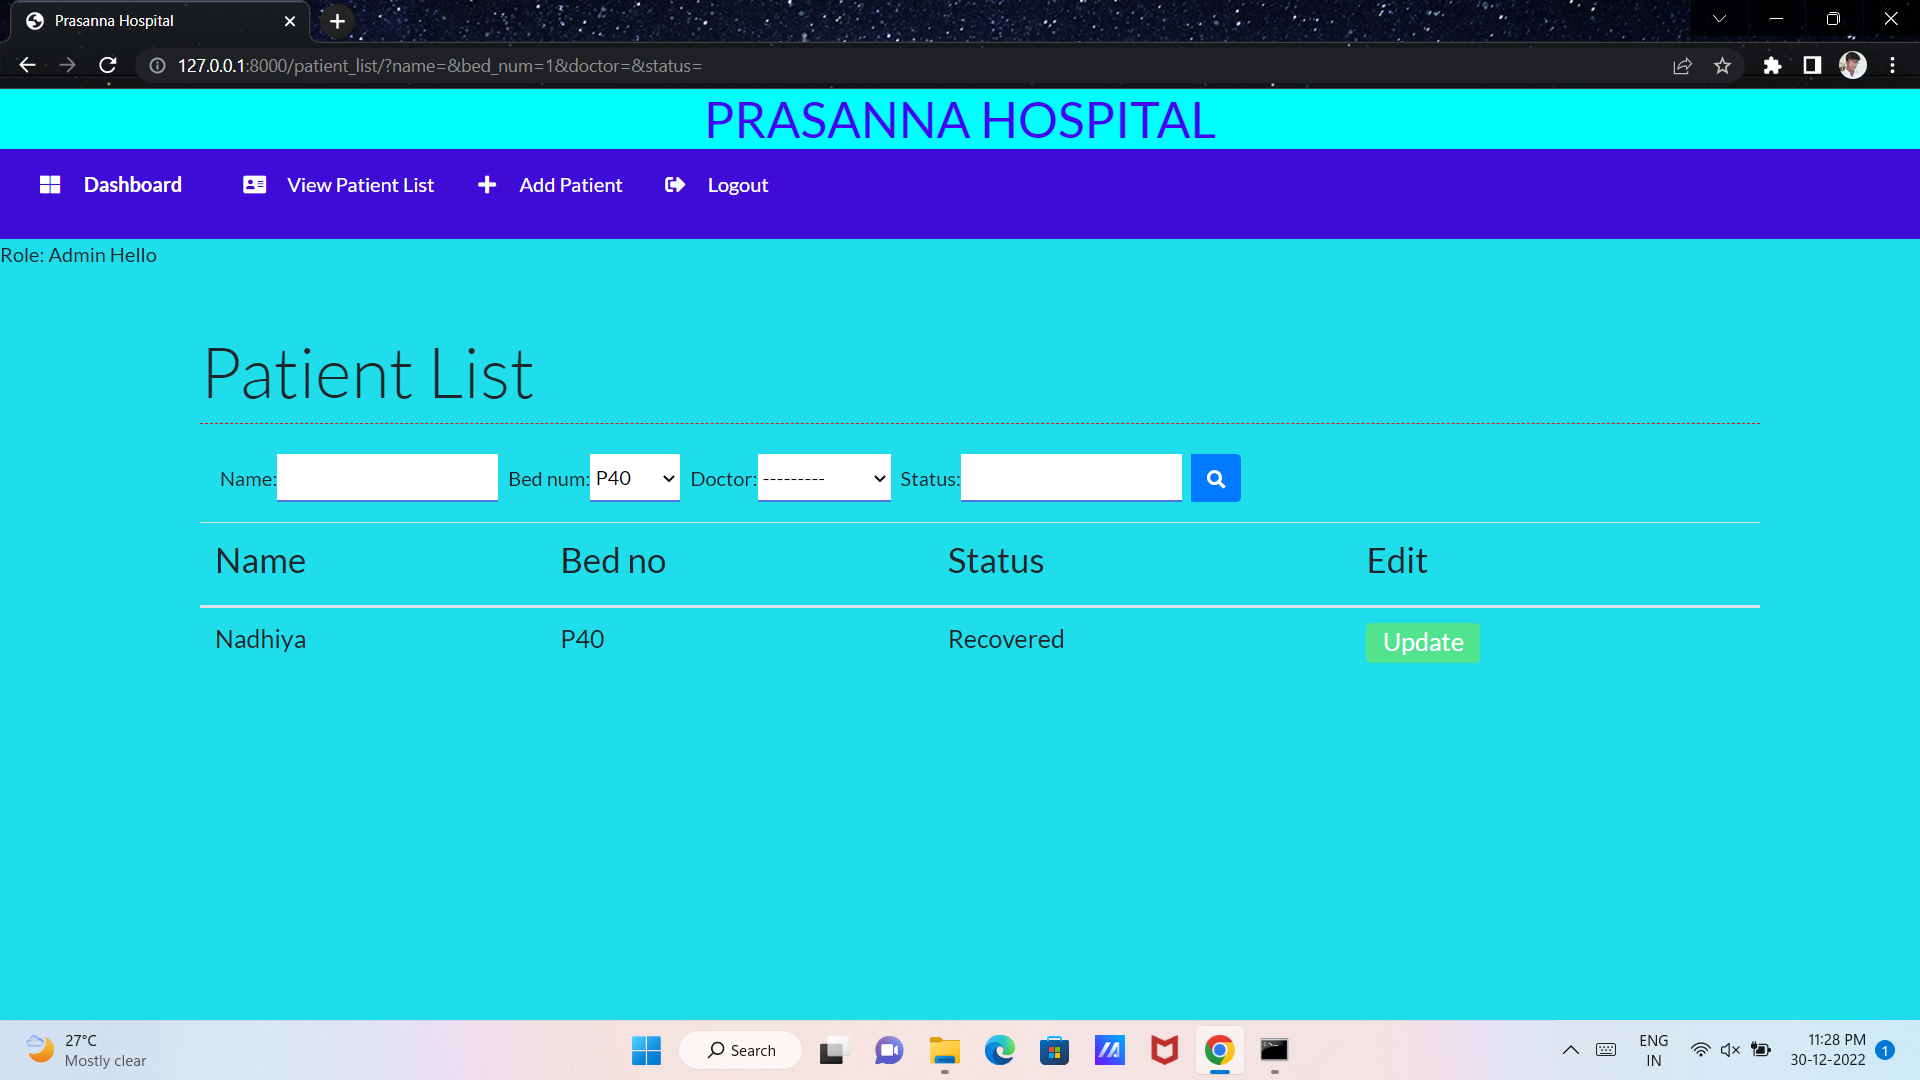 Prasanna Hospital
127.0.0.1:8000/patient_list/?name=&bed_num=1&doctor=&status=
PRASANNA HOSPITAL
Dashboard View Patient List Add Patient Logout
Role: Admin Hello
Patient List
Name: Bed num: P40 Doctor: --------- Status:
Name Bed no Status Edit
Nadhiya P40 Recovered Update
27°C
Mostly clear
Search
ENG
IN
11:28 PM
30-12-2022
1